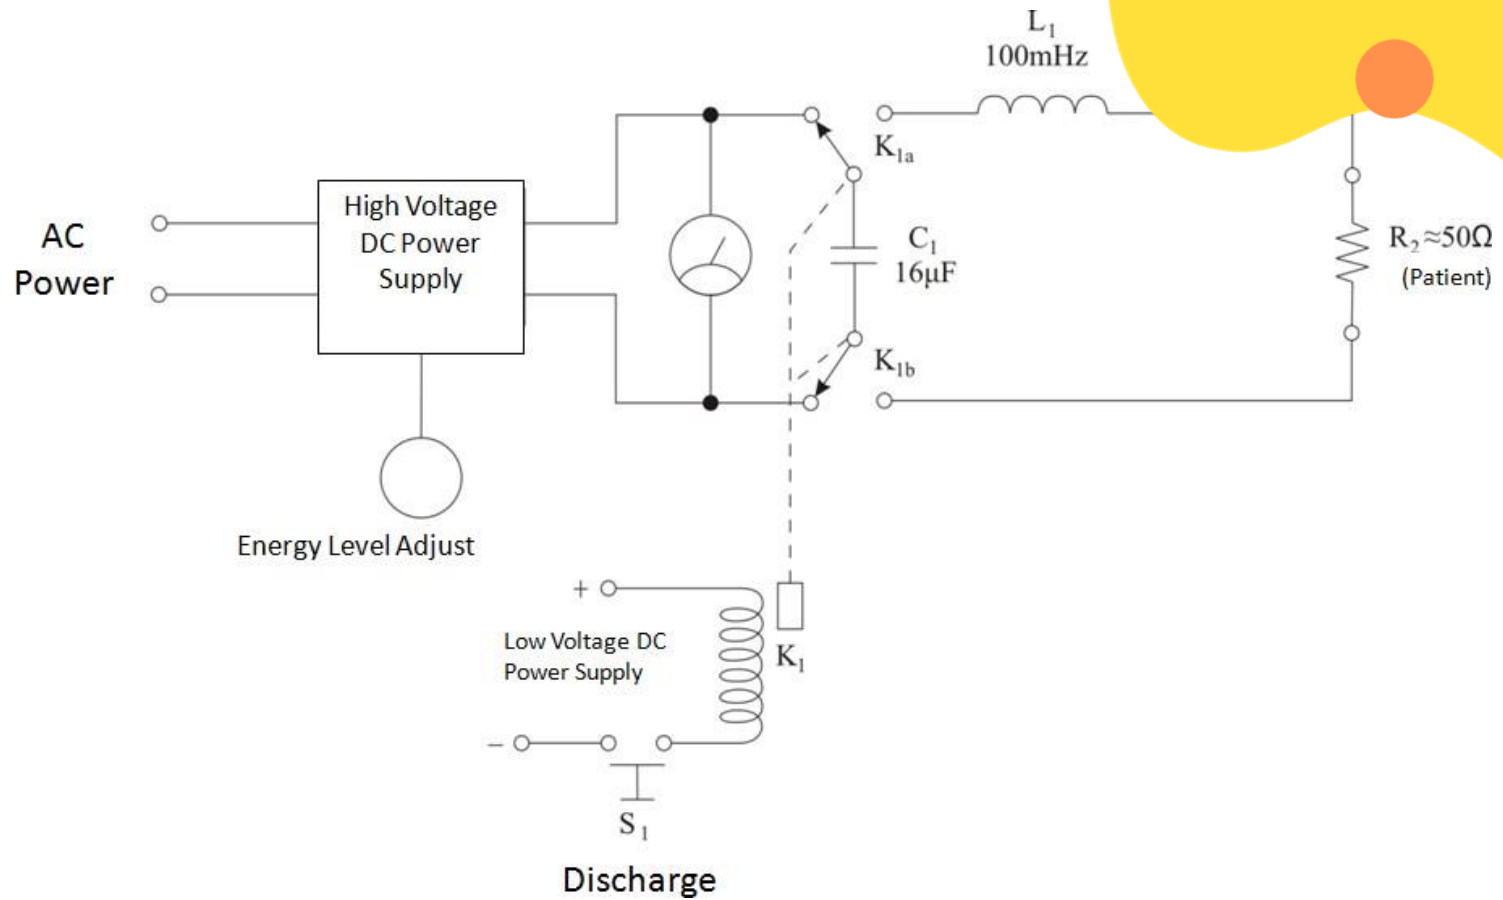 L₁
100mHz
K₁ₐ
High Voltage
DC Power
Supply
AC
Power
C₁
16μF
R₂≈50Ω
(Patient)
K₁b
Energy Level Adjust
+
Low Voltage DC
Power Supply
K₁
−
S₁
Discharge